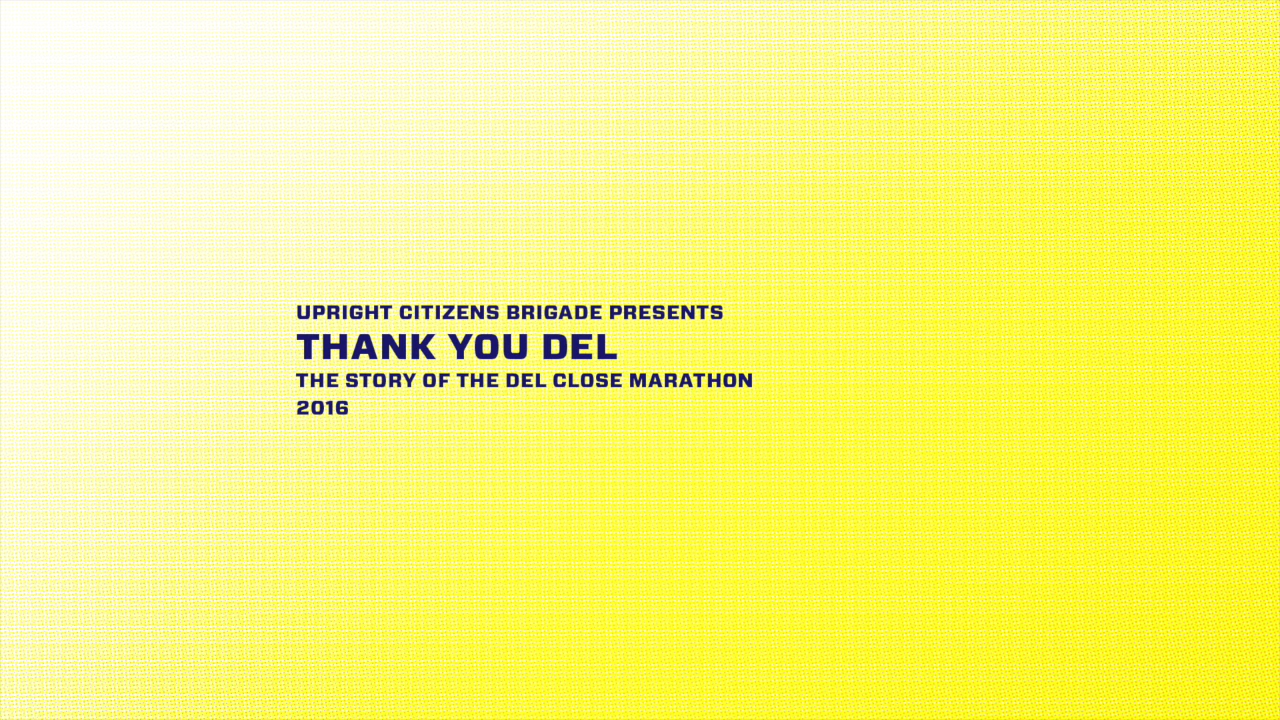 UPRIGHT CITIZENS BRIGADE PRESENTS
THANK YOU DEL
THE STORY OF THE DEL CLOSE MARATHON
2016